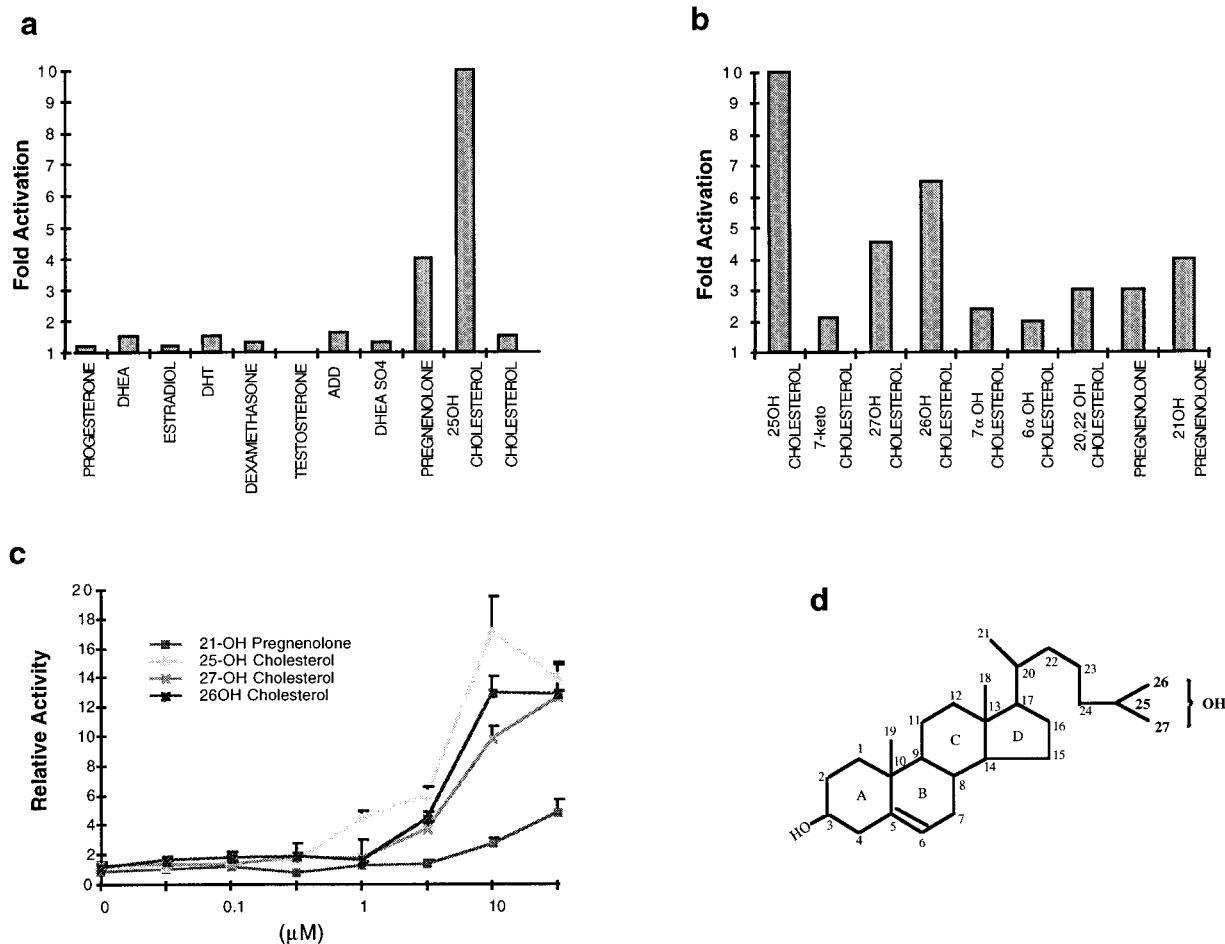 a
10
9
8
7
6
5
4
3
2
1
Fold Activation
PROGESTERONE
DHEA
ESTRADIOL
DHT
DEXAMETHASONE
TESTOSTERONE
ADD
DHEA SO4
PREGNENOLONE
25OH
CHOLESTEROL
CHOLESTEROL
b
10
9
8
7
6
5
4
3
2
1
Fold Activation
25OH
CHOLESTEROL
7-keto
CHOLESTEROL
27OH
CHOLESTEROL
26OH
CHOLESTEROL
7α OH
CHOLESTEROL
6α OH
CHOLESTEROL
20,22 OH
CHOLESTEROL
PREGNENOLONE
21OH
PREGNENOLONE
c
20
18
16
14
12
10
8
6
4
2
0
Relative Activity
21-OH Pregnenolone
25-OH Cholesterol
27-OH Cholesterol
26OH Cholesterol
0 0.1 1 10
(μM)
d
21
22
23
20
18
26
25
OH
24
27
12
17
13
11
16
19
C
D
1
9
15
10
14
2
8
A
B
HO
3
5
7
4
6